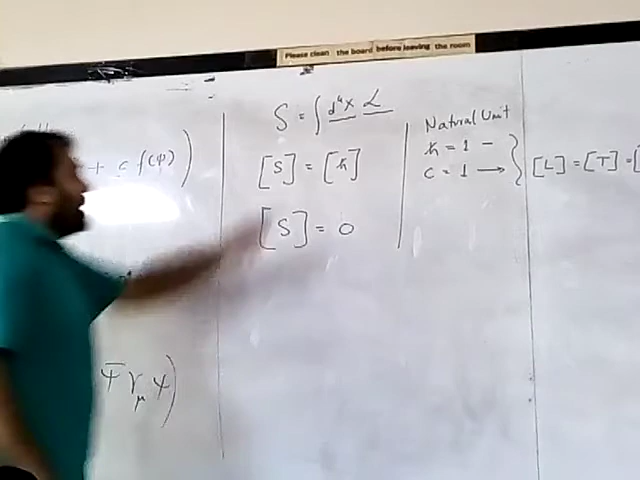 Please clean the board before leaving the room
+ c f(φ) )
Ψ̄ γμ ψ )
S = ∫ d⁴x ℒ
[S] = [ℏ]
[S] = 0
Natural Unit
ℏ = 1 –
c = 1 → } [L] = [T] = [